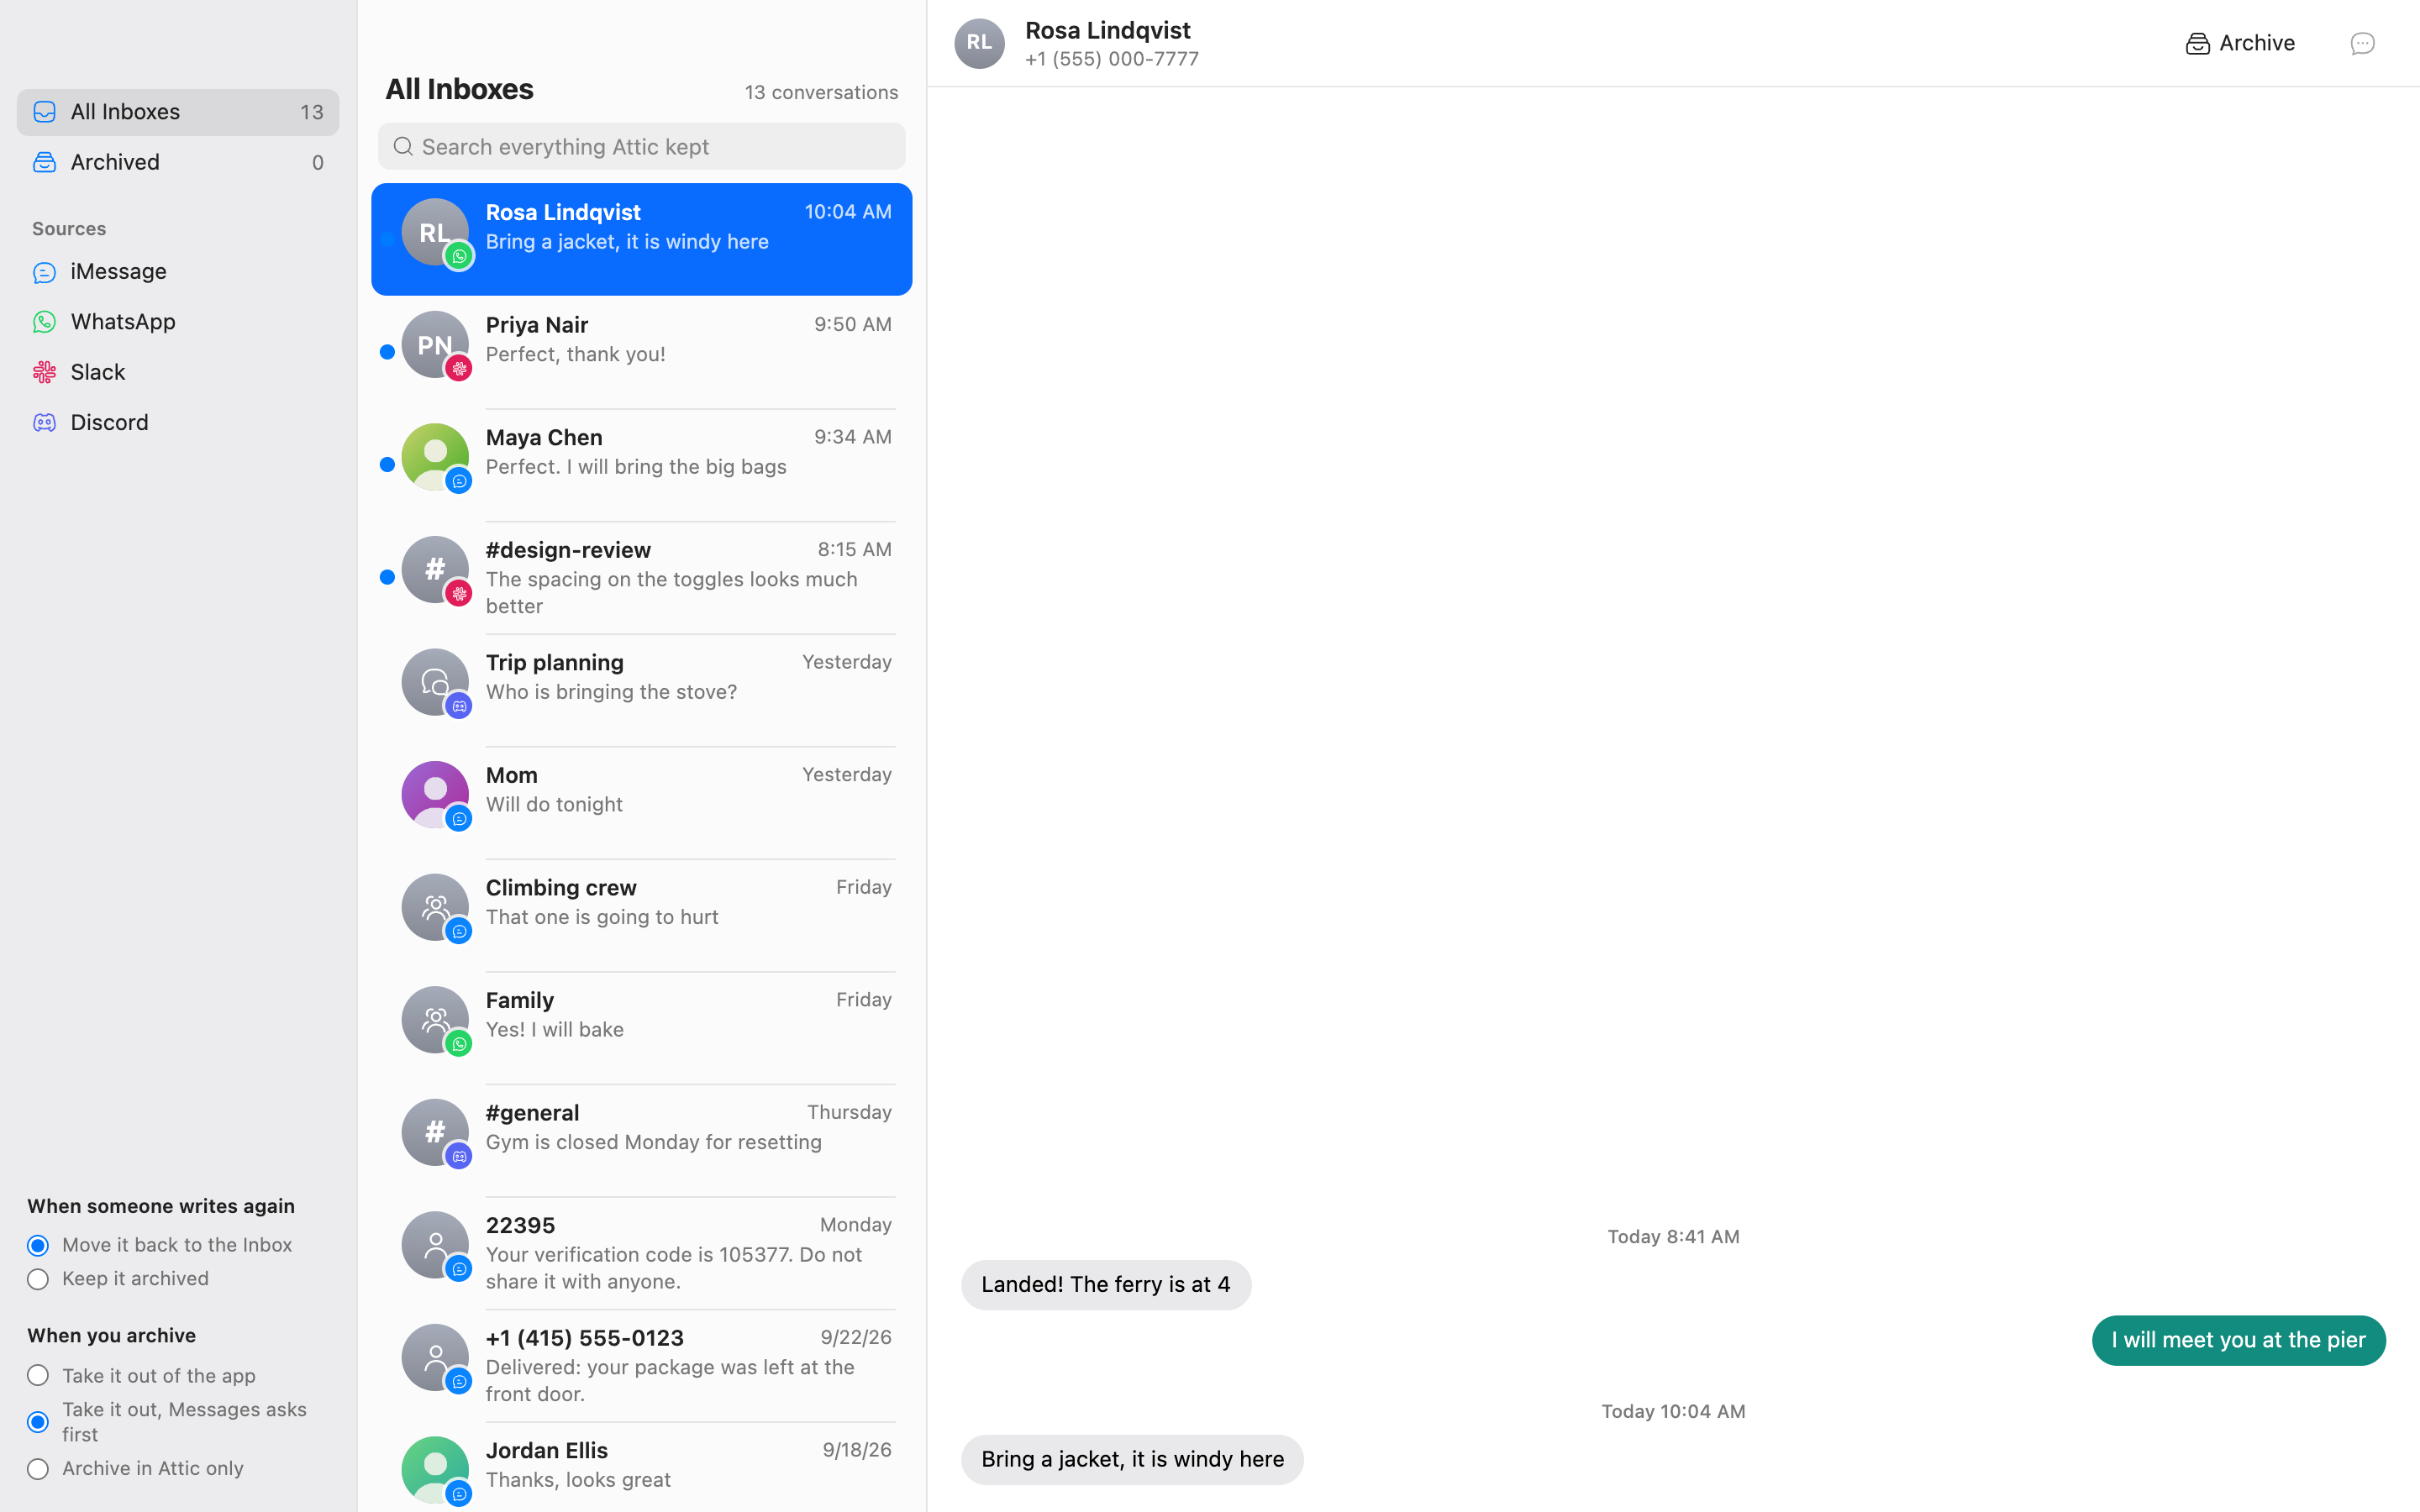 All Inboxes 13
Archived 0
Sources
iMessage
WhatsApp
Slack
Discord
When someone writes again
Move it back to the Inbox
Keep it archived
When you archive
Take it out of the app
Take it out, Messages asks
first
Archive in Attic only
All Inboxes 13 conversations
Search everything Attic kept
RL
Rosa Lindqvist 10:04 AM
Bring a jacket, it is windy here
PN
Priya Nair 9:50 AM
Perfect, thank you!
Maya Chen 9:34 AM
Perfect. I will bring the big bags
#
#design-review 8:15 AM
The spacing on the toggles looks much
better
Trip planning Yesterday
Who is bringing the stove?
Mom Yesterday
Will do tonight
Climbing crew Friday
That one is going to hurt
Family Friday
Yes! I will bake
#
#general Thursday
Gym is closed Monday for resetting
22395 Monday
Your verification code is 105377. Do not
share it with anyone.
+1 (415) 555-0123 9/22/26
Delivered: your package was left at the
front door.
Jordan Ellis 9/18/26
Thanks, looks great
RL
Rosa Lindqvist
+1 (555) 000-7777
Archive
Today 8:41 AM
Landed! The ferry is at 4
I will meet you at the pier
Today 10:04 AM
Bring a jacket, it is windy here